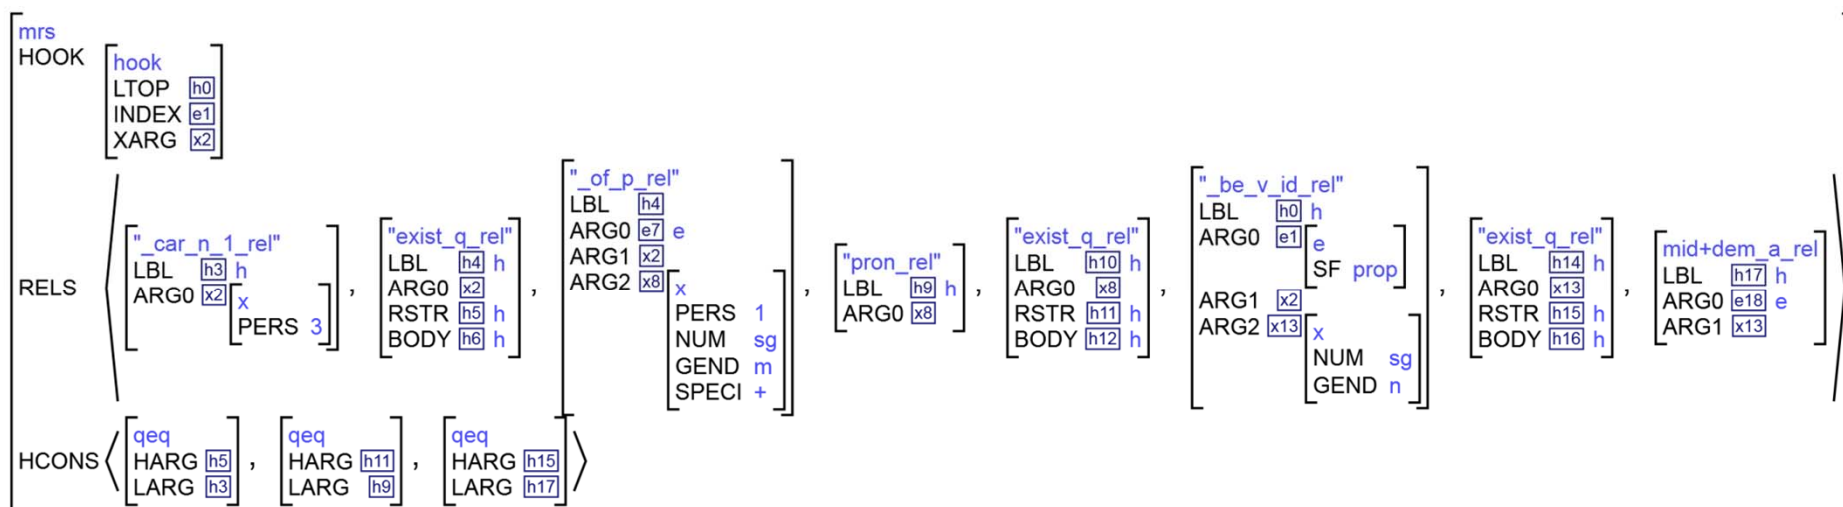 mrs
HOOK
hook
LTOP h0
INDEX e1
XARG x2
RELS
"_car_n_1_rel"
LBL h3 h
ARG0 x2
x
PERS 3
,
"exist_q_rel"
LBL h4 h
ARG0 x2
RSTR h5 h
BODY h6 h
,
"_of_p_rel"
LBL h4
ARG0 e7 e
ARG1 x2
ARG2 x8
x
PERS 1
NUM sg
GEND m
SPECI +
,
"pron_rel"
LBL h9 h
ARG0 x8
,
"exist_q_rel"
LBL h10 h
ARG0 x8
RSTR h11 h
BODY h12 h
,
"_be_v_id_rel"
LBL h0 h
ARG0 e1
e
SF prop
ARG1 x2
ARG2 x13
x
NUM sg
GEND n
,
"exist_q_rel"
LBL h14 h
ARG0 x13
RSTR h15 h
BODY h16 h
,
mid+dem_a_rel
LBL h17 h
ARG0 e18 e
ARG1 x13
HCONS
qeq
HARG h5
LARG h3
,
qeq
HARG h11
LARG h9
,
qeq
HARG h15
LARG h17